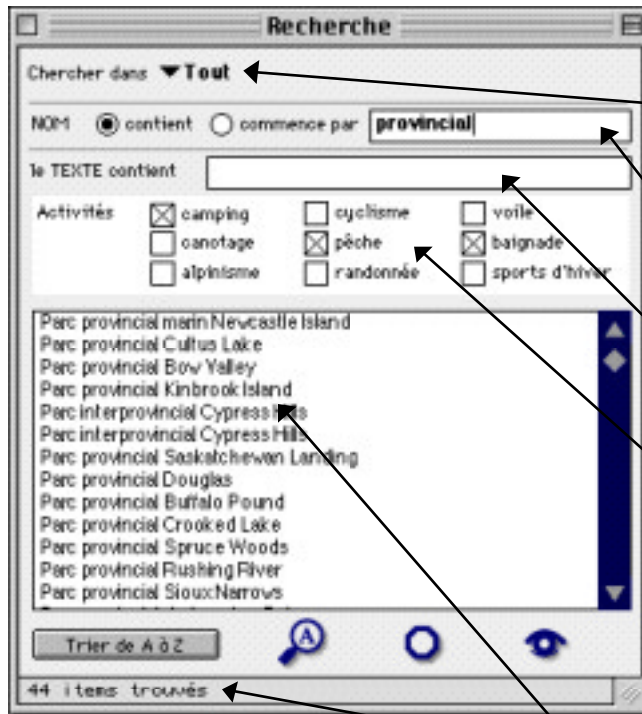 Recherche
Chercher dans Tout
NOM contient commence par provincial
le TEXTE contient
Activités camping cyclisme voile
canotage pêche baignade
alpinisme randonnée sports d'hiver
Parc provincial marin Newcastle Island
Parc provincial Cultus Lake
Parc provincial Bow Valley
Parc provincial Kinbrook Island
Parc interprovincial Cypress Hills
Parc interprovincial Cypress Hills
Parc provincial Saskatchewan Landing
Parc provincial Douglas
Parc provincial Buffalo Pound
Parc provincial Crooked Lake
Parc provincial Spruce Woods
Parc provincial Rushing River
Parc provincial Sioux Narrows
Trier de A à Z
A
44 items trouvés